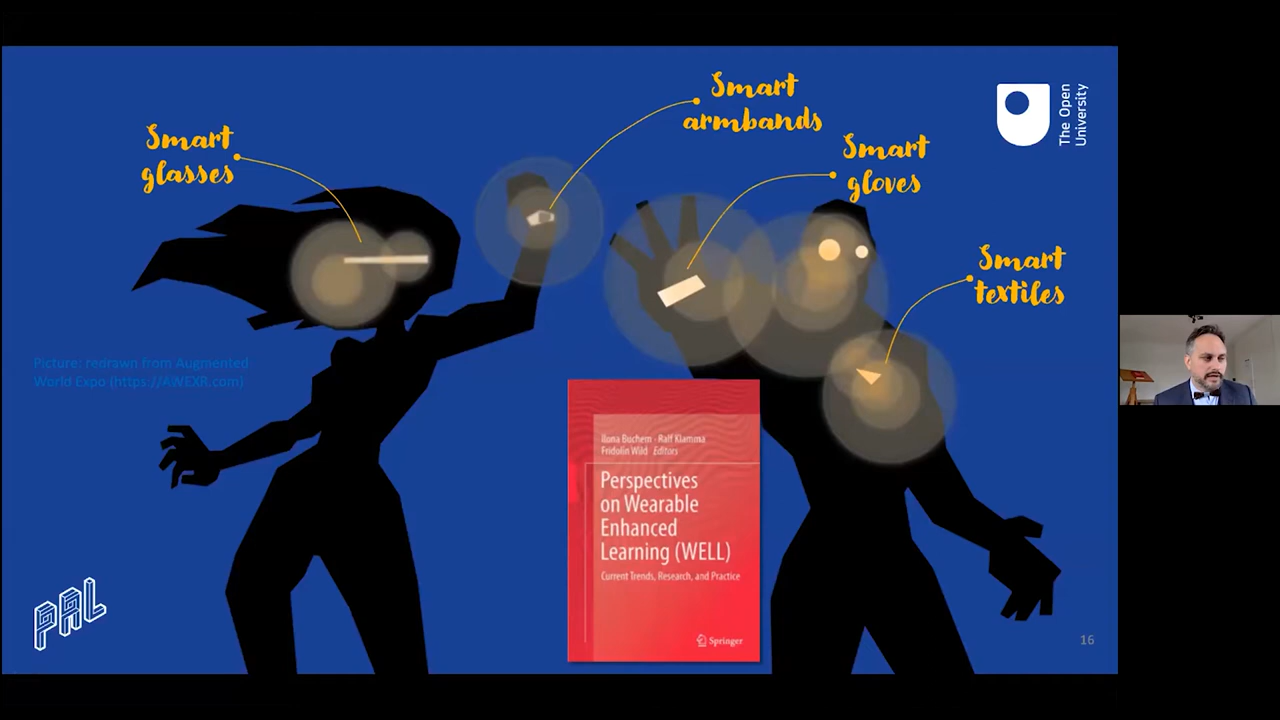 Smart
glasses
Smart
armbands
Smart
gloves
Smart
textiles
The Open
University
Picture: redrawn from Augmented
World Expo (https://AWEXR.com)
Ilona Buchem · Ralf Klamma
Fridolin Wild Editors
Perspectives
on Wearable
Enhanced
Learning (WELL)
Current Trends, Research, and Practice
Springer
PAL
16